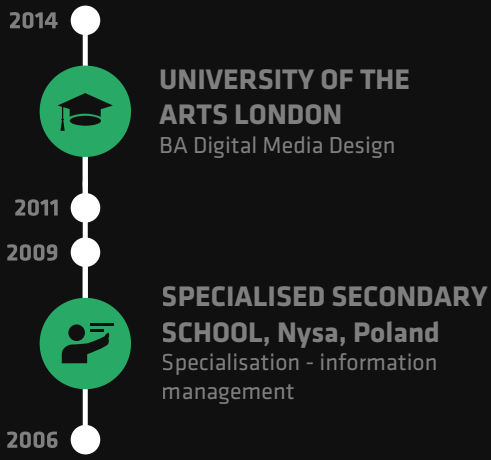 2014
UNIVERSITY OF THE
ARTS LONDON
BA Digital Media Design
2011
2009
SPECIALISED SECONDARY
SCHOOL, Nysa, Poland
Specialisation - information
management
2006